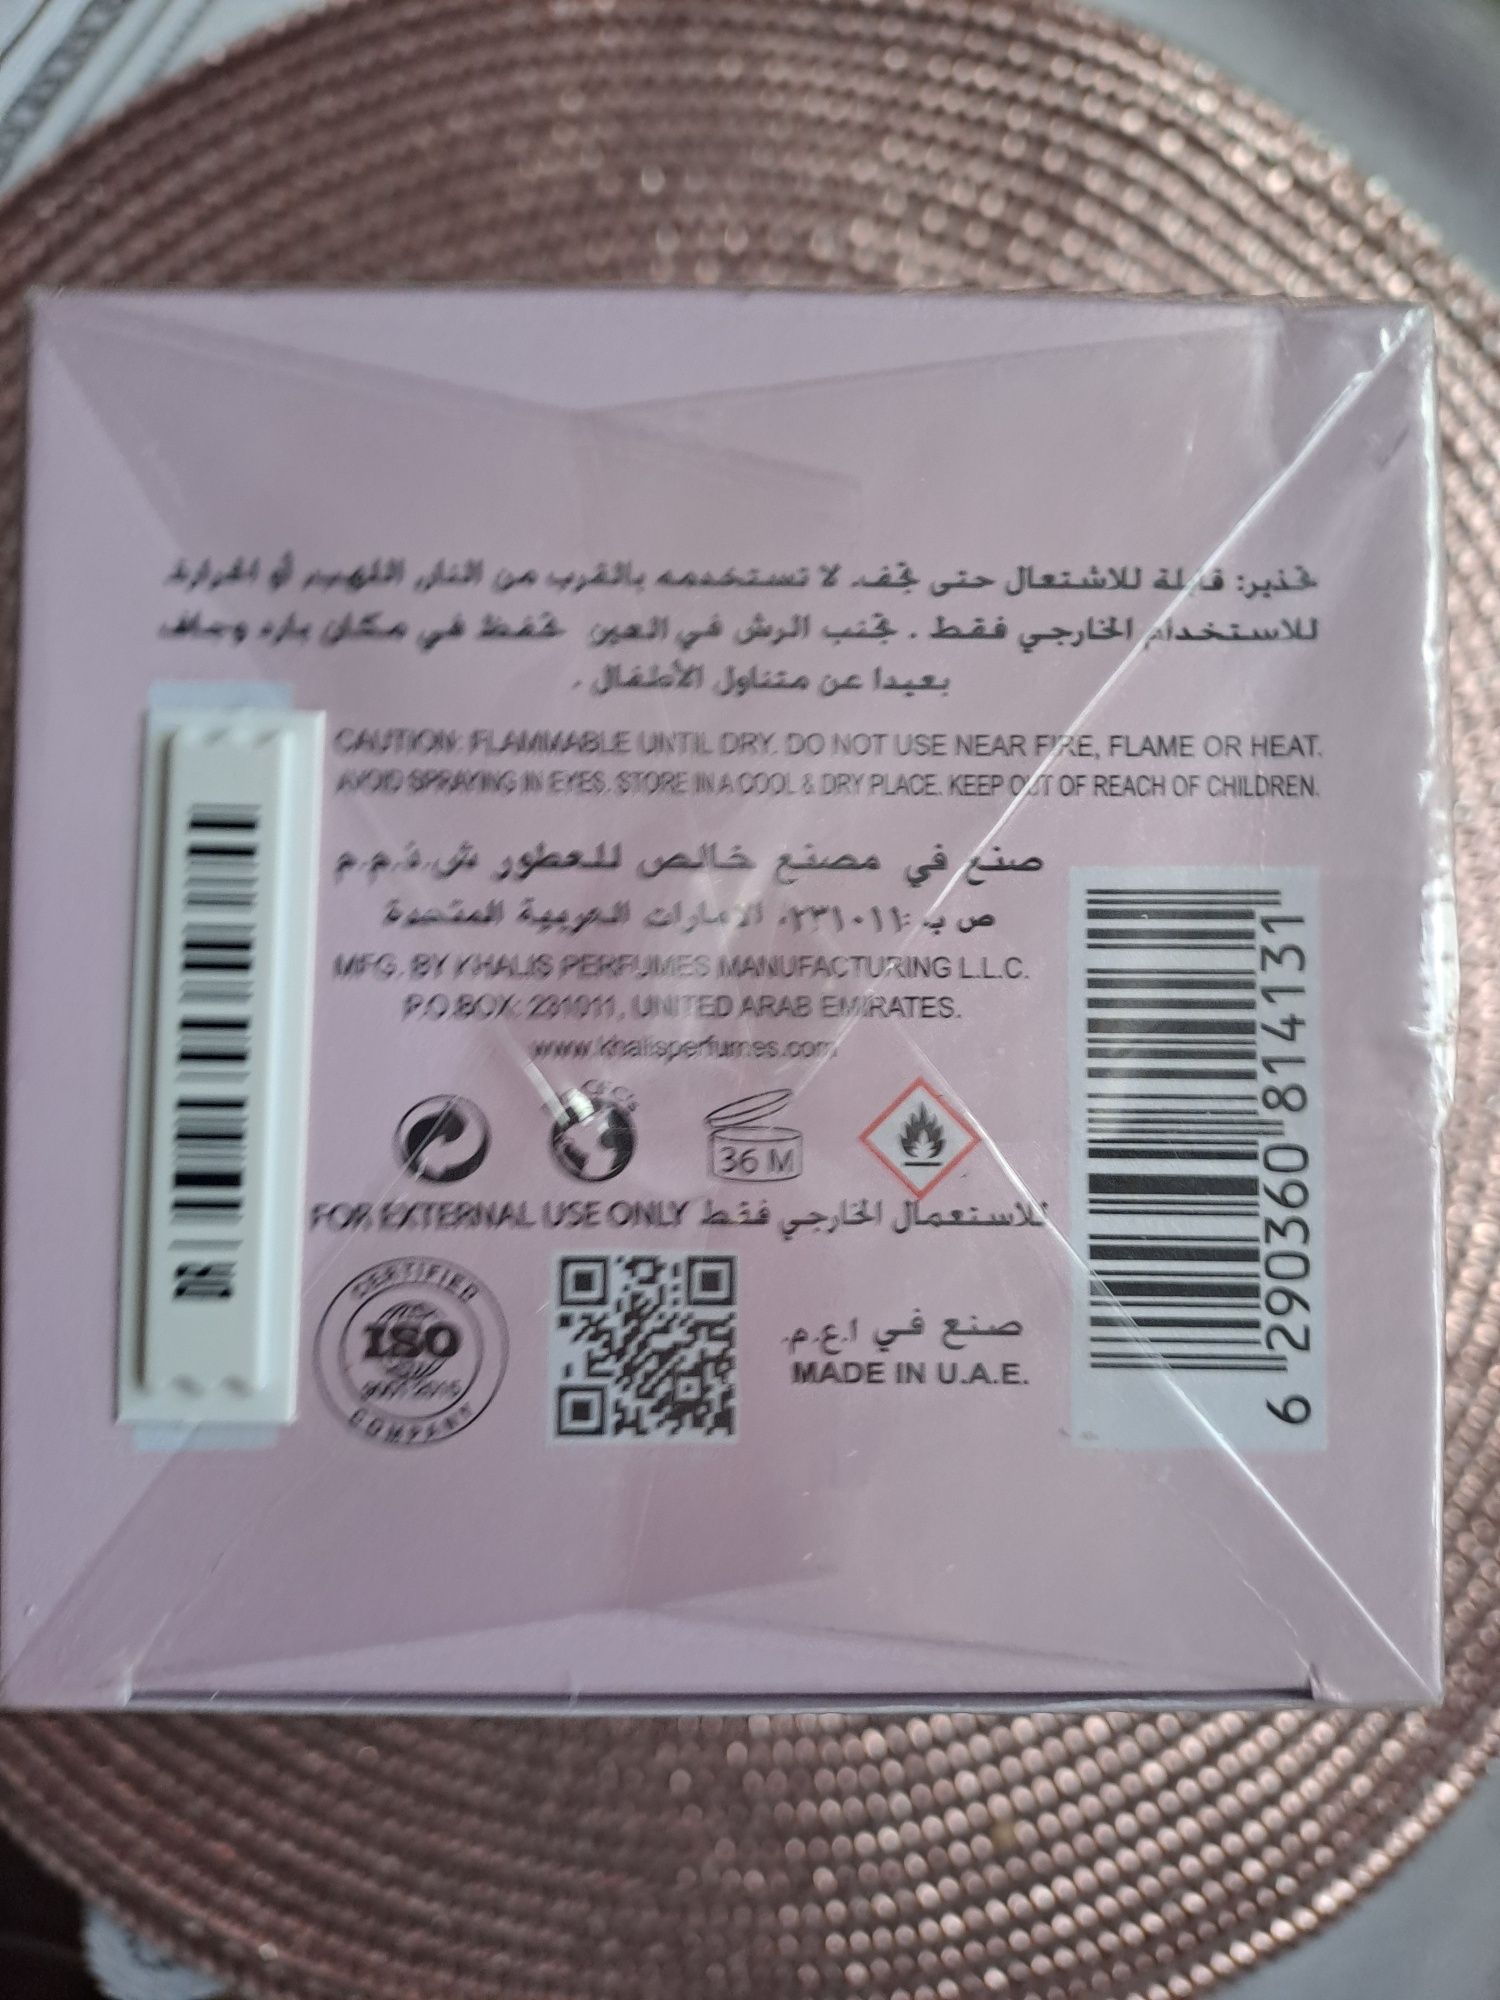 تحذير: قابلة للاشتعال حتى تجف. لا تستخدمه بالقرب من النار, اللهب, أو الحرارة.
للاستخدام الخارجي فقط . تجنب الرش في العين تحفظ في مكان بارد وجاف
بعيدا عن متناول الأطفال .
CAUTION: FLAMMABLE UNTIL DRY. DO NOT USE NEAR FIRE, FLAME OR HEAT.
AVOID SPRAYING IN EYES. STORE IN A COOL & DRY PLACE. KEEP OUT OF REACH OF CHILDREN.
صنع في مصنع خالص للعطور ش.ذ.م.م
ص ب :٢٣١٠١١، الامارات العربية المتحدة
MFG. BY KHALIS PERFUMES MANUFACTURING L.L.C.
P.O.BOX: 231011, UNITED ARAB EMIRATES.
www.khalisperfumes.com
CFC's
36 M
FOR EXTERNAL USE ONLY للاستعمال الخارجي فقط
CERTIFIED
ISO
9001:2015
COMPANY
صنع في ا.ع.م.
MADE IN U.A.E.
6 290360 814131
DR